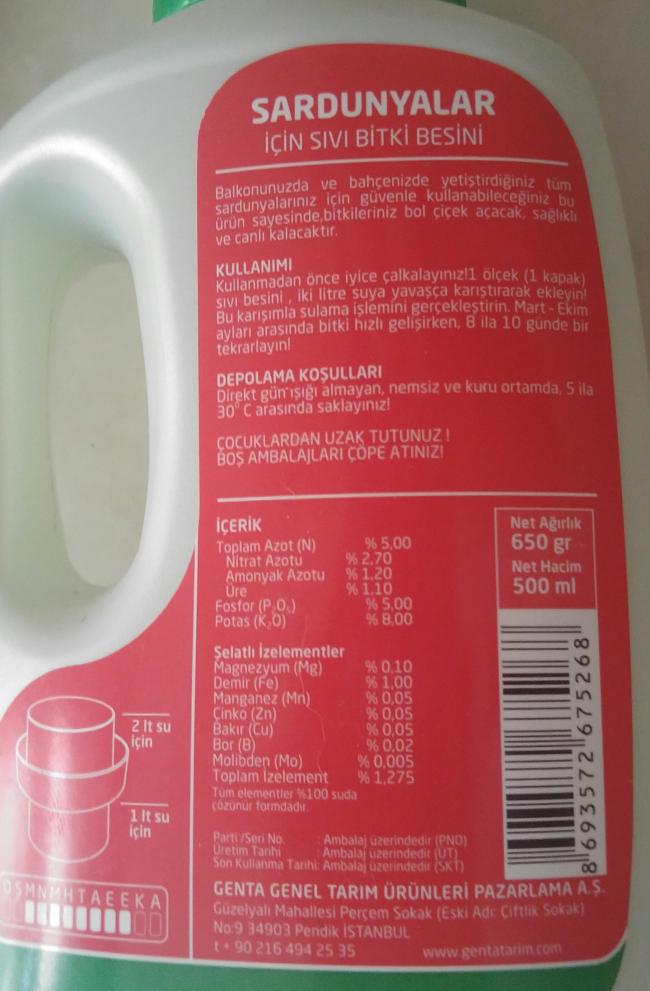 SARDUNYALAR
İÇİN SIVI BİTKİ BESİNİ
Balkonunuzda ve bahçenizde yetiştirdiğiniz tüm
sardunyalarınız için güvenle kullanabileceğiniz bu
ürün sayesinde,bitkileriniz bol çiçek açacak, sağlıklı
ve canlı kalacaktır.
KULLANIMI
Kullanmadan önce iyice çalkalayınız!1 ölçek (1 kapak)
sıvı besini , iki litre suya yavaşça karıştırarak ekleyin!
Bu karışımla sulama işlemini gerçekleştirin. Mart - Ekim
ayları arasında bitki hızlı gelişirken, 8 ila 10 günde bir
tekrarlayın!
DEPOLAMA KOŞULLARI
Direkt gün ışığı almayan, nemsiz ve kuru ortamda, 5 ila
30° C arasında saklayınız!
ÇOCUKLARDAN UZAK TUTUNUZ !
BOŞ AMBALAJLARI ÇÖPE ATINIZ!
İÇERİK
Toplam Azot (N) % 5,00
Nitrat Azotu % 2,70
Amonyak Azotu % 1,20
Üre % 1,10
Fosfor (P₂O₅) % 5,00
Potas (K₂O) % 8,00
Şelatlı İzelementler
Magnezyum (Mg) % 0,10
Demir (Fe) % 1,00
Manganez (Mn) % 0,05
Çinko (Zn) % 0,05
Bakır (Cu) % 0,05
Bor (B) % 0,02
Molibden (Mo) % 0,005
Toplam İzelement % 1,275
Tüm elementler %100 suda
çözünür formdadır.
Net Ağırlık
650 gr
Net Hacim
500 ml
8 693572 675268
2 lt su
için
1 lt su
için
O Ş M N M H T A E E K A
Parti /Seri No. : Ambalaj üzerindedir (PNO)
Üretim Tarihi : Ambalaj üzerindedir (ÜT)
Son Kullanma Tarihi: Ambalaj üzerindedir (SKT)
GENTA GENEL TARIM ÜRÜNLERİ PAZARLAMA A.Ş.
Güzelyalı Mahallesi Perçem Sokak (Eski Adı: Çiftlik Sokak)
No:9 34903 Pendik İSTANBUL
t + 90 216 494 25 35 www.gentatarim.com